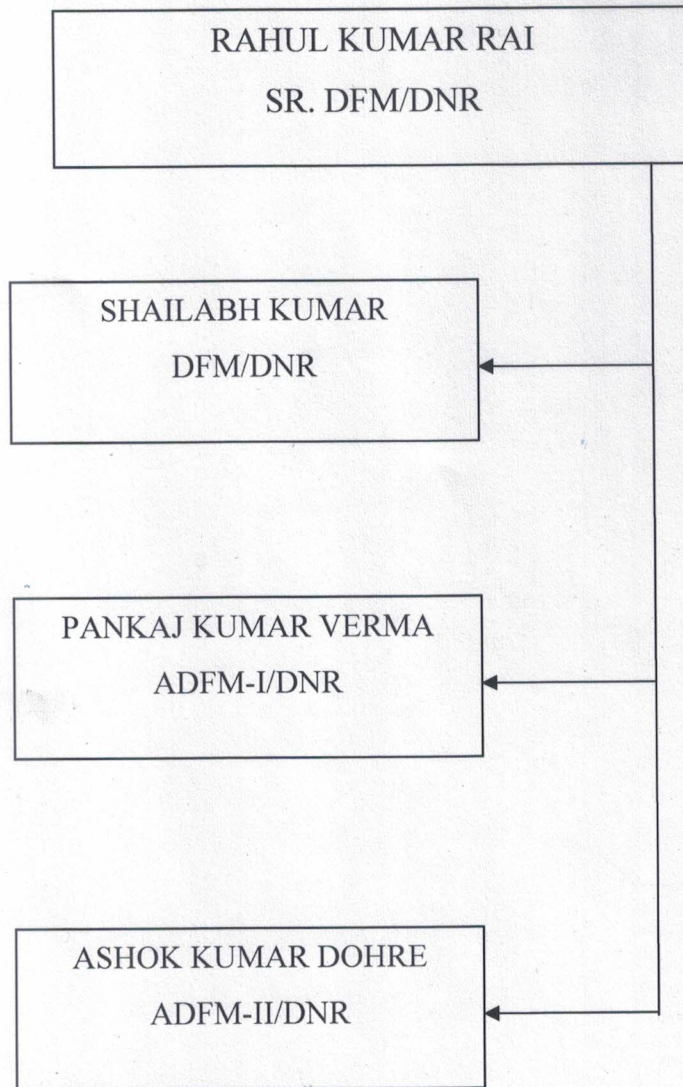 RAHUL KUMAR RAI
SR. DFM/DNR
SHAILABH KUMAR
DFM/DNR
PANKAJ KUMAR VERMA
ADFM-I/DNR
ASHOK KUMAR DOHRE
ADFM-II/DNR